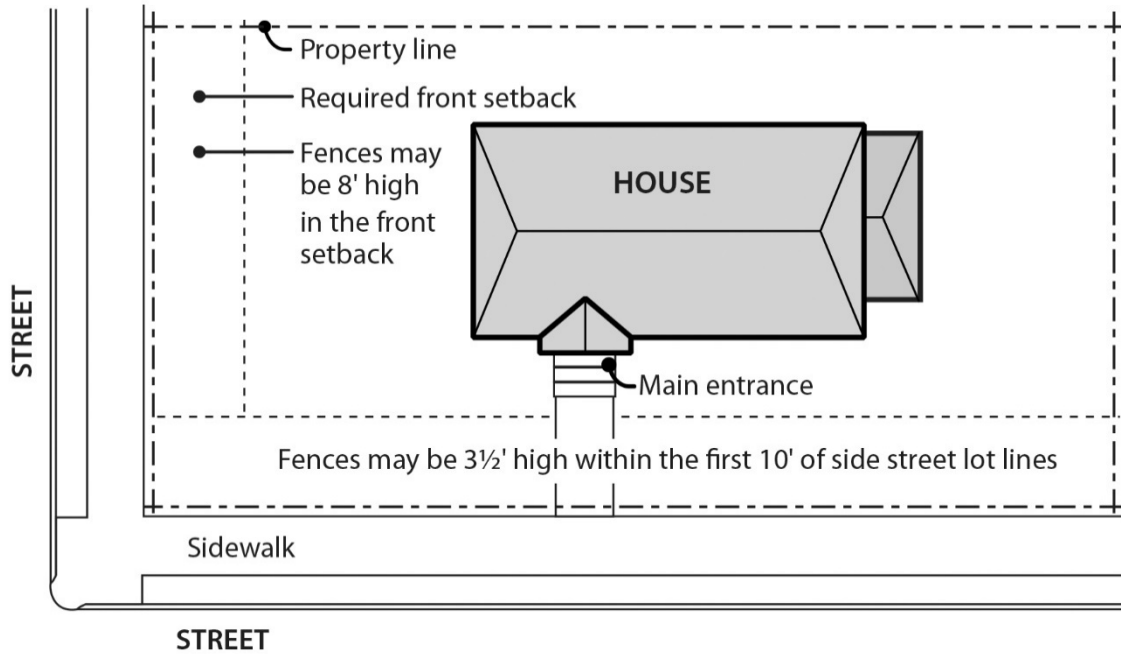 Property line
Required front setback
Fences may
be 8' high
in the front
setback
HOUSE
STREET
Main entrance
Fences may be 3½' high within the first 10' of side street lot lines
Sidewalk
STREET